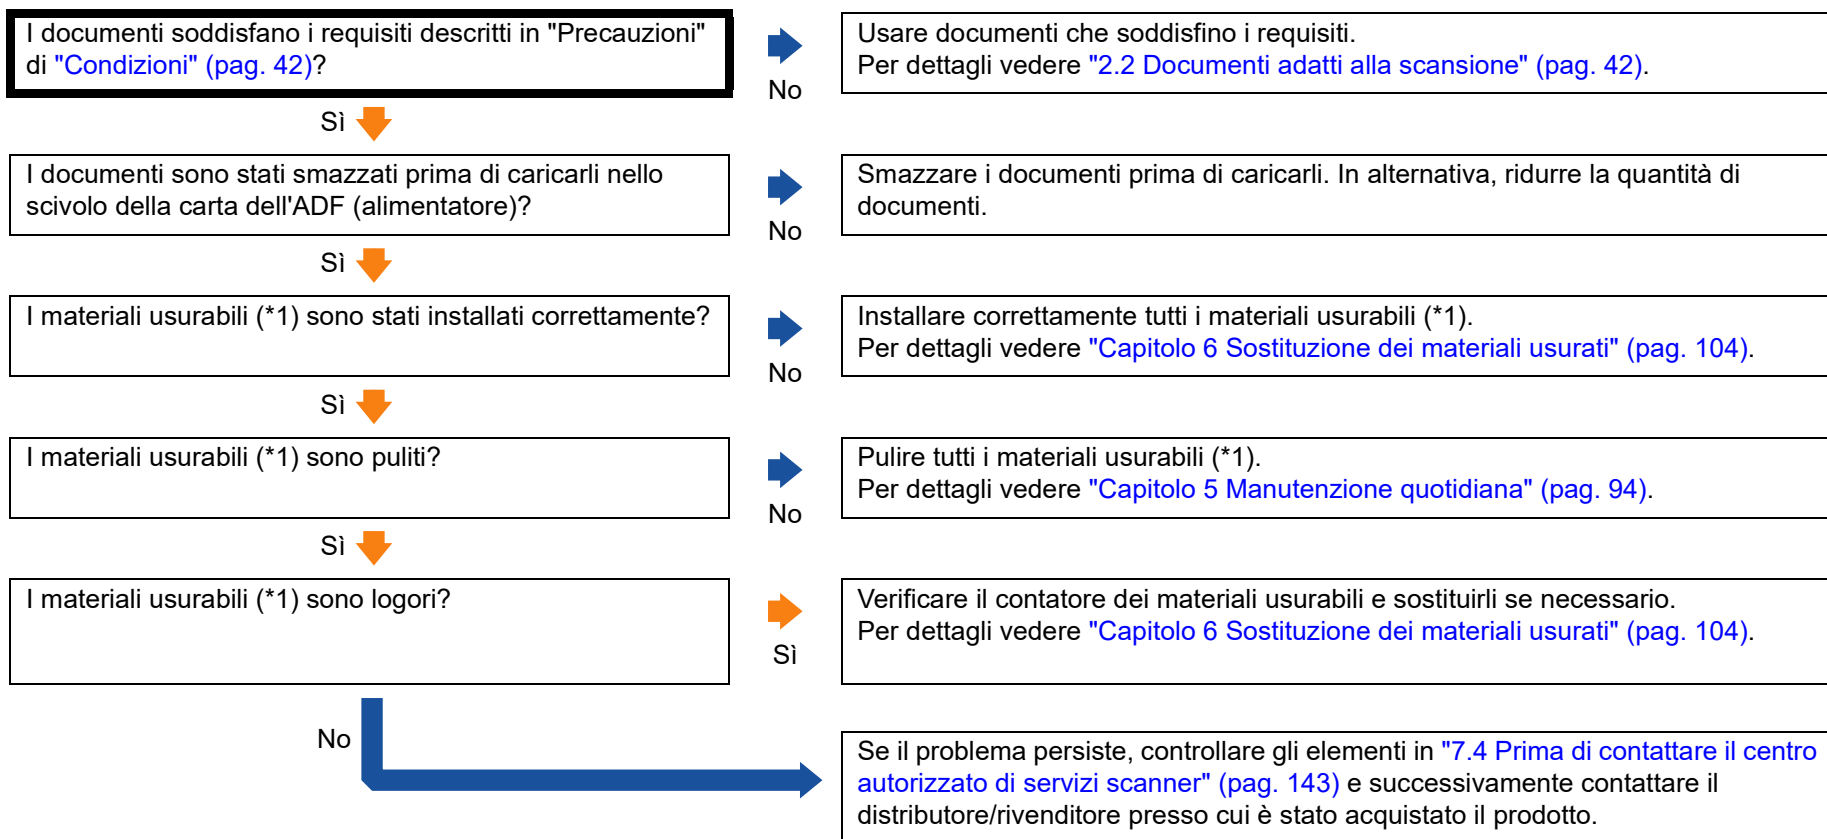 I documenti soddisfano i requisiti descritti in "Precauzioni"
di "Condizioni" (pag. 42)?
No
Usare documenti che soddisfino i requisiti.
Per dettagli vedere "2.2 Documenti adatti alla scansione" (pag. 42).
Sì
I documenti sono stati smazzati prima di caricarli nello
scivolo della carta dell'ADF (alimentatore)?
No
Smazzare i documenti prima di caricarli. In alternativa, ridurre la quantità di
documenti.
Sì
I materiali usurabili (*1) sono stati installati correttamente?
No
Installare correttamente tutti i materiali usurabili (*1).
Per dettagli vedere "Capitolo 6 Sostituzione dei materiali usurati" (pag. 104).
Sì
I materiali usurabili (*1) sono puliti?
No
Pulire tutti i materiali usurabili (*1).
Per dettagli vedere "Capitolo 5 Manutenzione quotidiana" (pag. 94).
Sì
I materiali usurabili (*1) sono logori?
Sì
Verificare il contatore dei materiali usurabili e sostituirli se necessario.
Per dettagli vedere "Capitolo 6 Sostituzione dei materiali usurati" (pag. 104).
No
Se il problema persiste, controllare gli elementi in "7.4 Prima di contattare il centro
autorizzato di servizi scanner" (pag. 143) e successivamente contattare il
distributore/rivenditore presso cui è stato acquistato il prodotto.